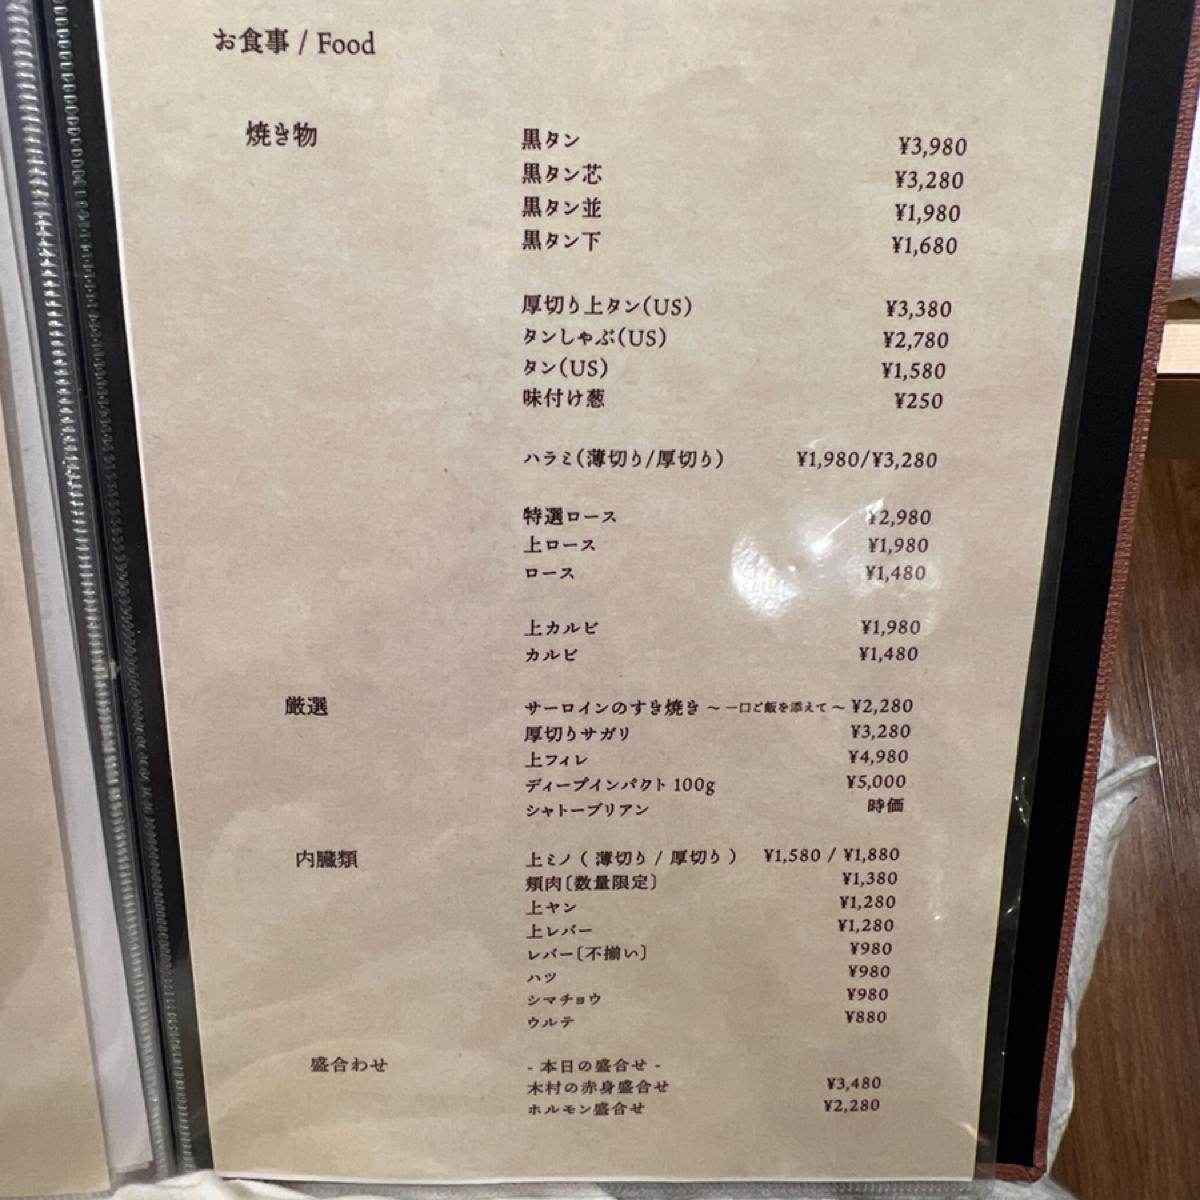 お食事 / Food
焼き物
黒タン ¥3,980
黒タン芯 ¥3,280
黒タン並 ¥1,980
黒タン下 ¥1,680
厚切り上タン(US) ¥3,380
タンしゃぶ(US) ¥2,780
タン(US) ¥1,580
味付け葱 ¥250
ハラミ(薄切り/厚切り) ¥1,980/¥3,280
特選ロース ¥2,980
上ロース ¥1,980
ロース ¥1,480
上カルビ ¥1,980
カルビ ¥1,480
厳選
サーロインのすき焼き ～一口ご飯を添えて～ ¥2,280
厚切りサガリ ¥3,280
上フィレ ¥4,980
ディープインパクト 100g ¥5,000
シャトーブリアン 時価
内臓類
上ミノ ( 薄切り / 厚切り ) ¥1,580 / ¥1,880
頬肉〔数量限定〕 ¥1,380
上ヤン ¥1,280
上レバー ¥1,280
レバー〔不揃い〕 ¥980
ハツ ¥980
シマチョウ ¥980
ウルテ ¥880
盛合わせ
- 本日の盛合せ -
木村の赤身盛合せ ¥3,480
ホルモン盛合せ ¥2,280